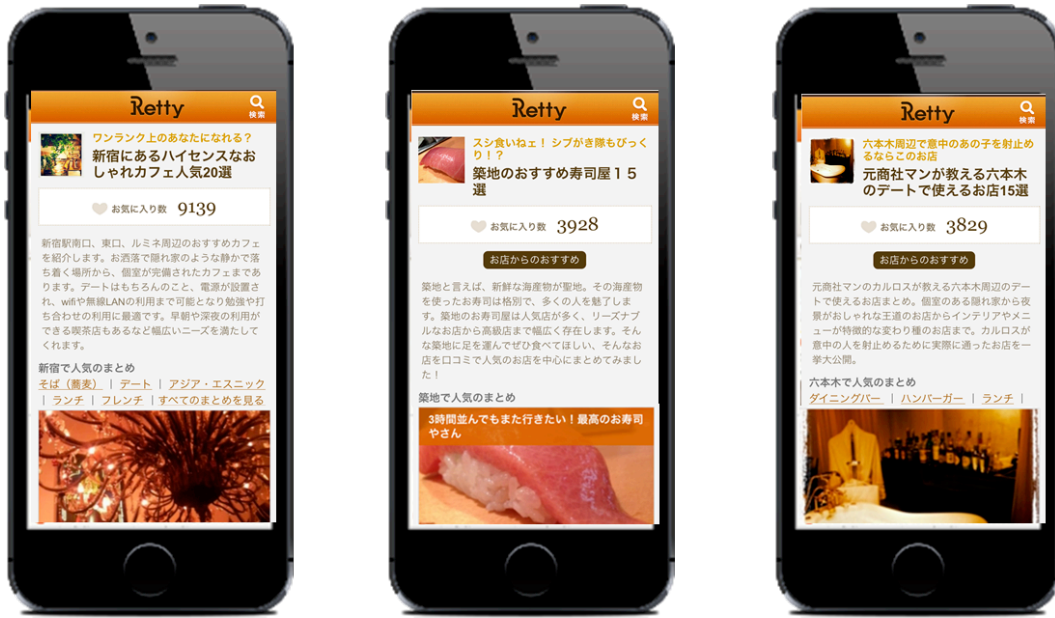 Retty
検索
ワンランク上のあなたになれる？
新宿にあるハイセンスなお
しゃれカフェ人気20選
お気に入り数 9139
新宿駅南口、東口、ルミネ周辺のおすすめカフェ
を紹介します。お洒落で隠れ家のような静かで落
ち着く場所から、個室が完備されたカフェまであ
ります。デートはもちろんのこと、電源が設置さ
れ、wifiや無線LANの利用まで可能となり勉強や打
ち合わせの利用に最適です。早朝や深夜の利用が
できる喫茶店もあるなど幅広いニーズを満たして
くれます。
新宿で人気のまとめ
そば（蕎麦） | デート | アジア・エスニック
| ランチ | フレンチ | すべてのまとめを見る
Retty
検索
スシ食いねェ！ シブがき隊もびっく
り！？
築地のおすすめ寿司屋１５
選
お気に入り数 3928
お店からのおすすめ
築地と言えば、新鮮な海産物が聖地。その海産物
を使ったお寿司は格別で、多くの人を魅了しま
す。築地のお寿司屋は人気店が多く、リーズナブ
ルなお店から高級店まで幅広く存在します。そん
な築地に足を運んでぜひ食べてほしい、そんなお
店を口コミで人気のお店を中心にまとめてみまし
た！
築地で人気のまとめ
3時間並んでもまた行きたい！最高のお寿司
やさん
Retty
検索
六本木周辺で意中のあの子を射止め
るならこのお店
元商社マンが教える六本木
のデートで使えるお店15選
お気に入り数 3829
お店からのおすすめ
元商社マンのカルロスが教える六本木周辺のデー
トで使えるお店まとめ。個室のある隠れ家から夜
景がおしゃれな王道のお店からインテリアやメニ
ューが特徴的な変わり種のお店まで。カルロスが
意中の人を射止めるために実際に通ったお店を一
挙大公開。
六本木で人気のまとめ
ダイニングバー | ハンバーガー | ランチ |